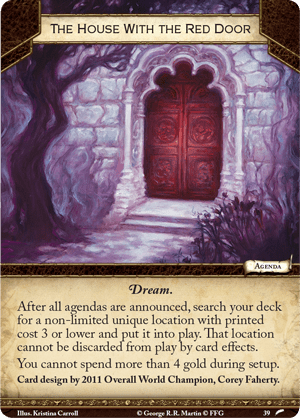 The House With the Red Door
Agenda
Dream.
After all agendas are announced, search your deck
for a non-limited unique location with printed
cost 3 or lower and put it into play. That location
cannot be discarded from play by card effects.
You cannot spend more than 4 gold during setup.
Card design by 2011 Overall World Champion, Corey Faherty.
Illus. Kristina Carroll © George R.R. Martin © FFG 39